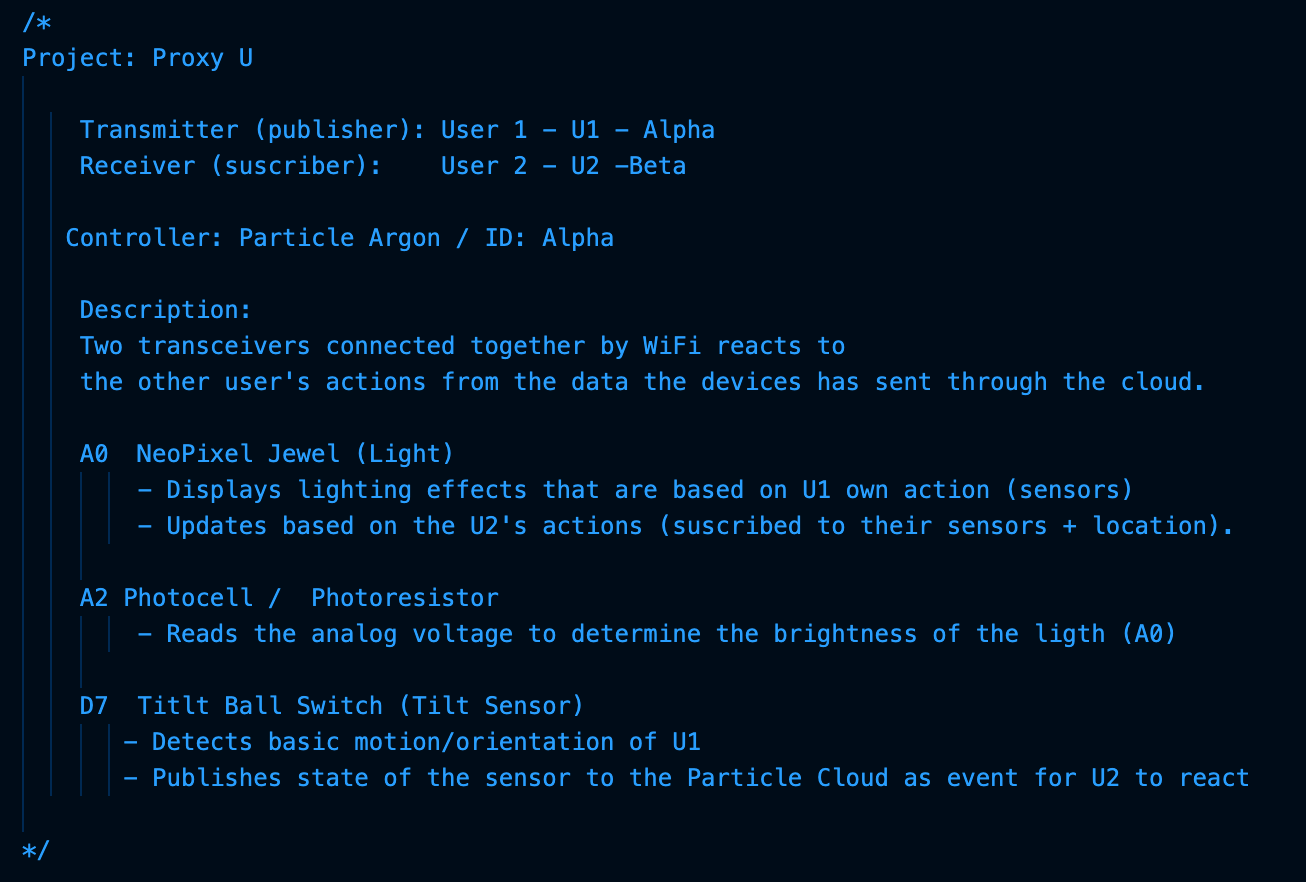 /*
Project: Proxy U
Transmitter (publisher): User 1 – U1 – Alpha
Receiver (suscriber):    User 2 – U2 –Beta
Controller: Particle Argon / ID: Alpha
Description:
Two transceivers connected together by WiFi reacts to
the other user's actions from the data the devices has sent through the cloud.
A0  NeoPixel Jewel (Light)
– Displays lighting effects that are based on U1 own action (sensors)
– Updates based on the U2's actions (suscribed to their sensors + location).
A2 Photocell /  Photoresistor
– Reads the analog voltage to determine the brightness of the ligth (A0)
D7  Titlt Ball Switch (Tilt Sensor)
– Detects basic motion/orientation of U1
– Publishes state of the sensor to the Particle Cloud as event for U2 to react
*/